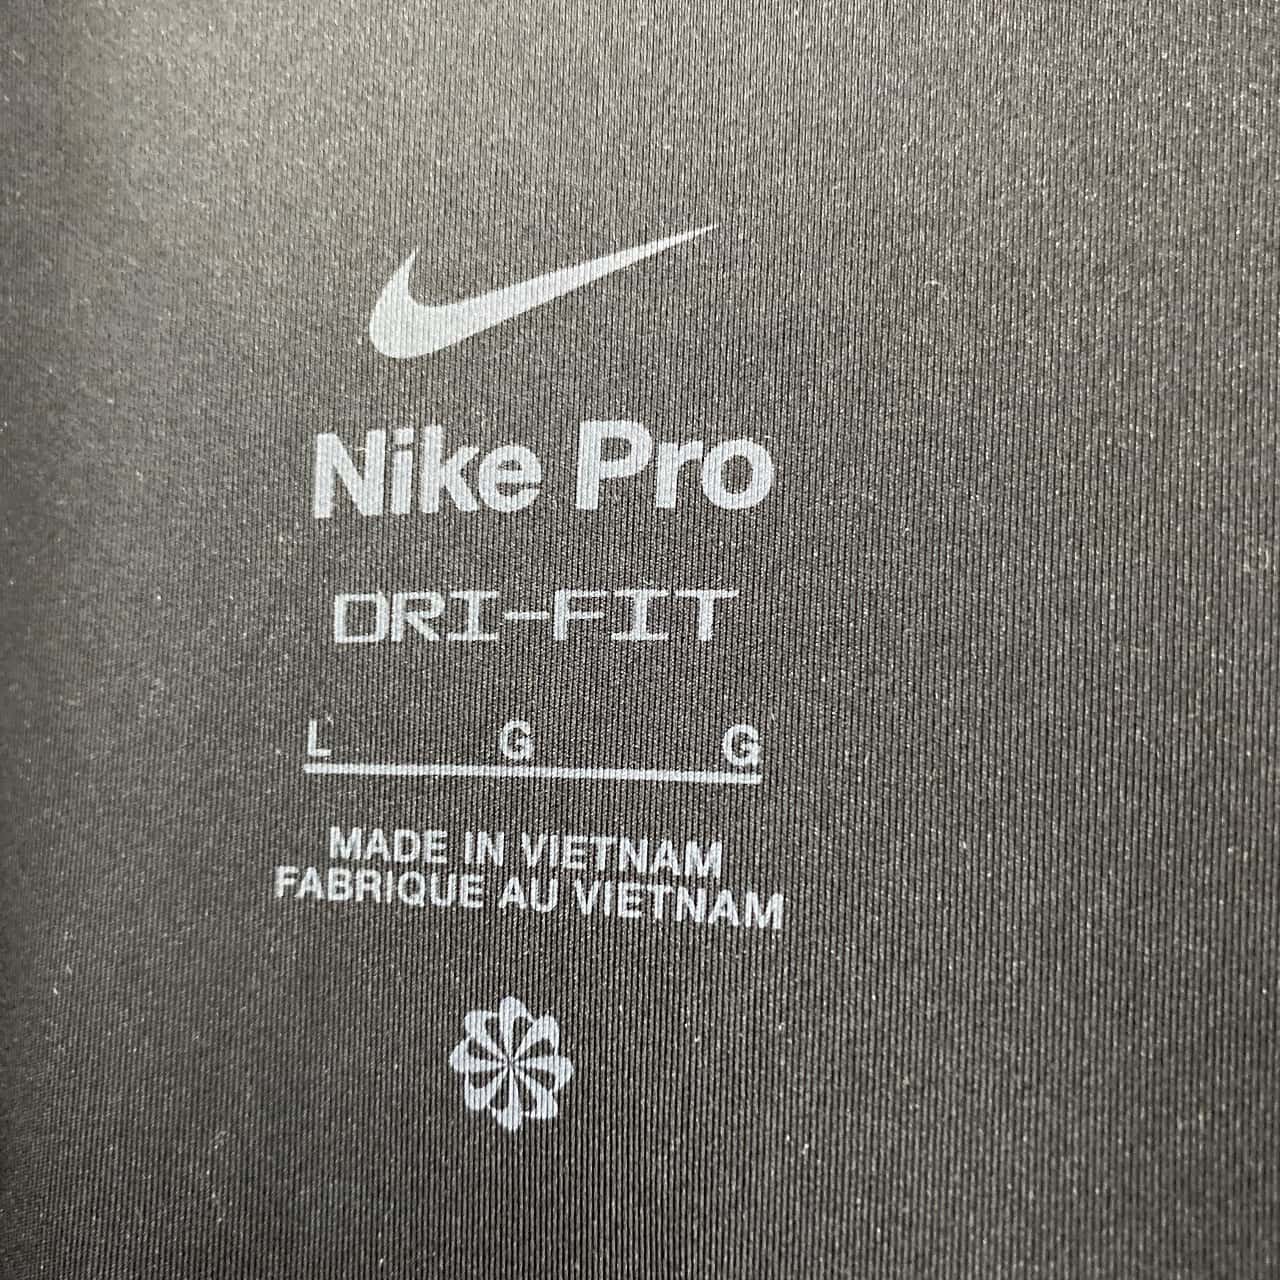 Nike Pro
DRI-FIT
L G G
MADE IN VIETNAM
FABRIQUE AU VIETNAM